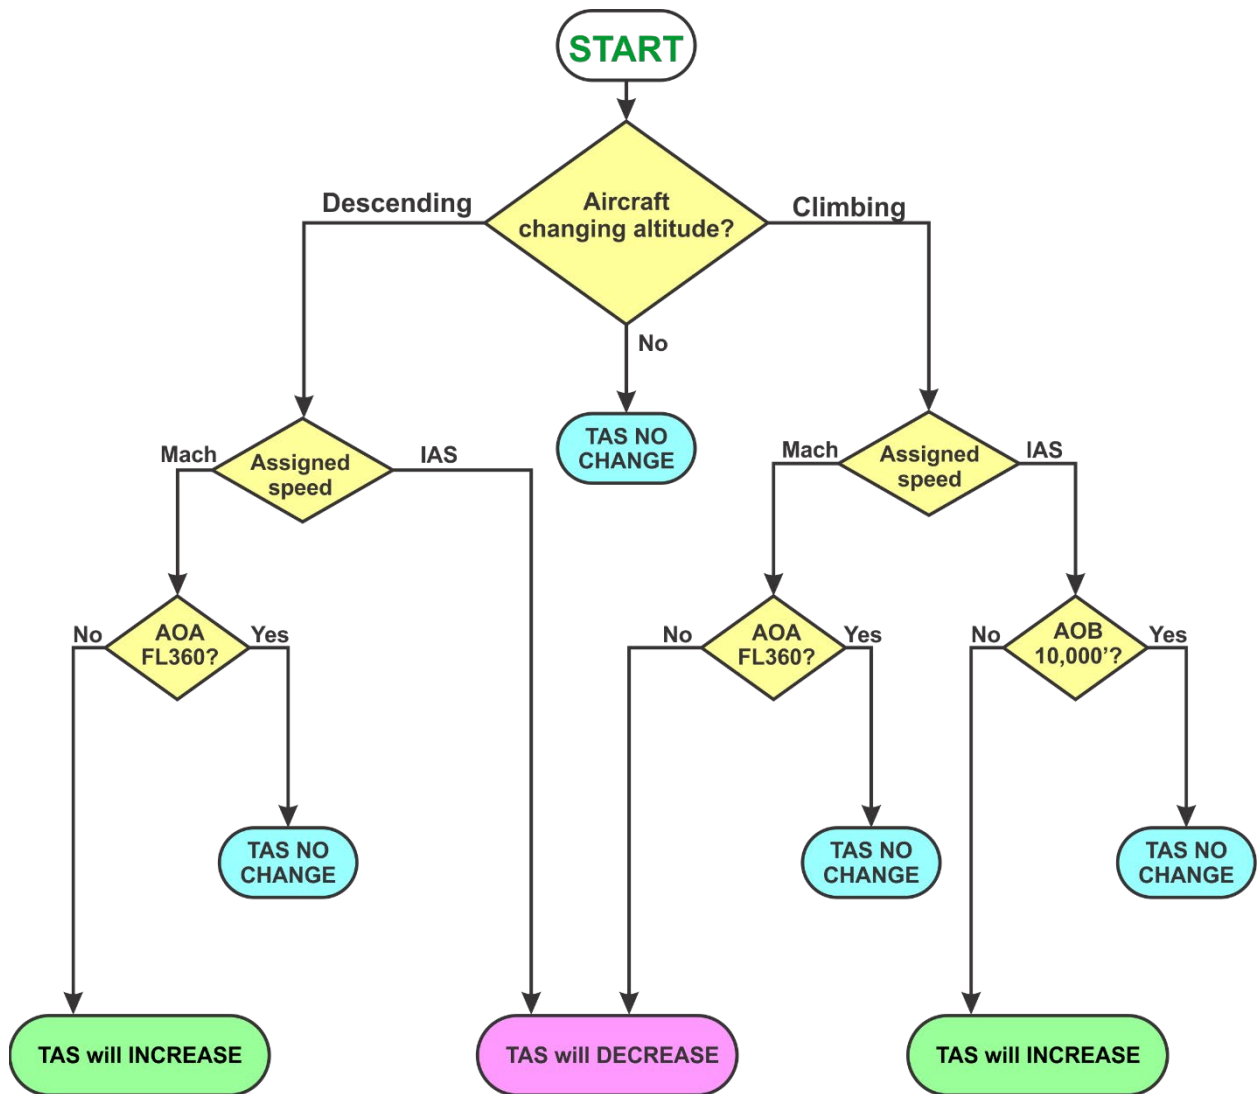 START
Aircraft
changing altitude?
Descending
Climbing
No
TAS NO
CHANGE
Assigned
speed
Mach
IAS
Assigned
speed
Mach
IAS
AOA
FL360?
No
Yes
AOA
FL360?
No
Yes
AOB
10,000’?
No
Yes
TAS NO
CHANGE
TAS NO
CHANGE
TAS NO
CHANGE
TAS will INCREASE
TAS will DECREASE
TAS will INCREASE